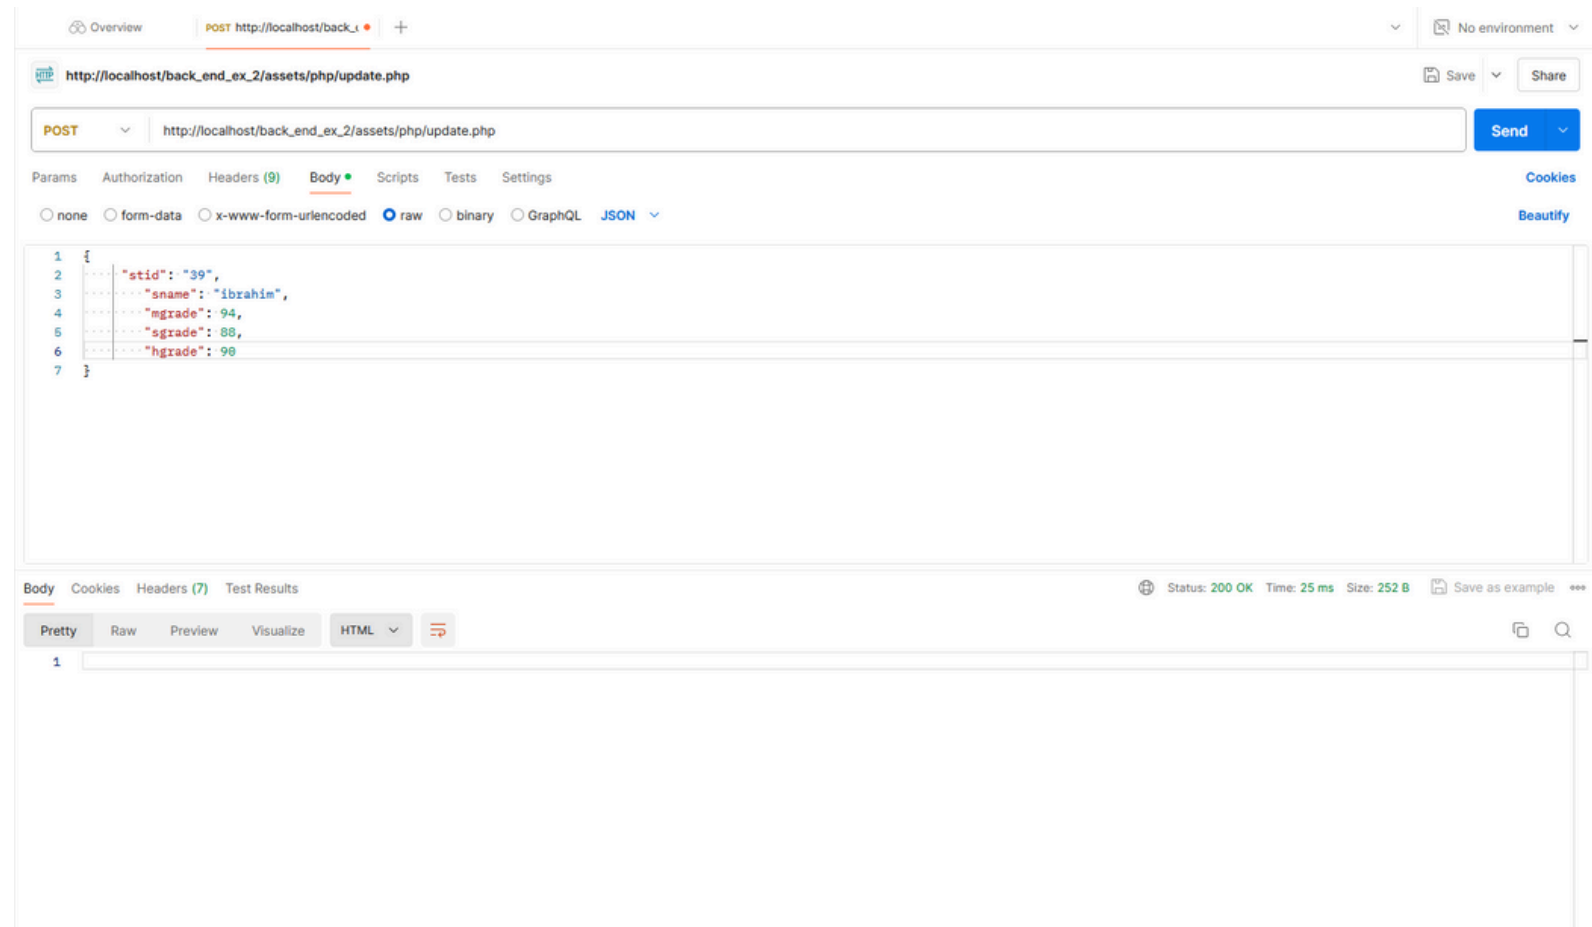 Overview POST http://localhost/back_ No environment
HTTP http://localhost/back_end_ex_2/assets/php/update.php Save Share
POST http://localhost/back_end_ex_2/assets/php/update.php Send
Params Authorization Headers (9) Body Scripts Tests Settings Cookies
none form-data x-www-form-urlencoded raw binary GraphQL JSON Beautify
1 {
2 "stid": "39",
3 "sname": "ibrahim",
4 "mgrade": 94,
5 "sgrade": 88,
6 "hgrade": 90
7 }
Body Cookies Headers (7) Test Results Status: 200 OK Time: 25 ms Size: 252 B Save as example
Pretty Raw Preview Visualize HTML
1